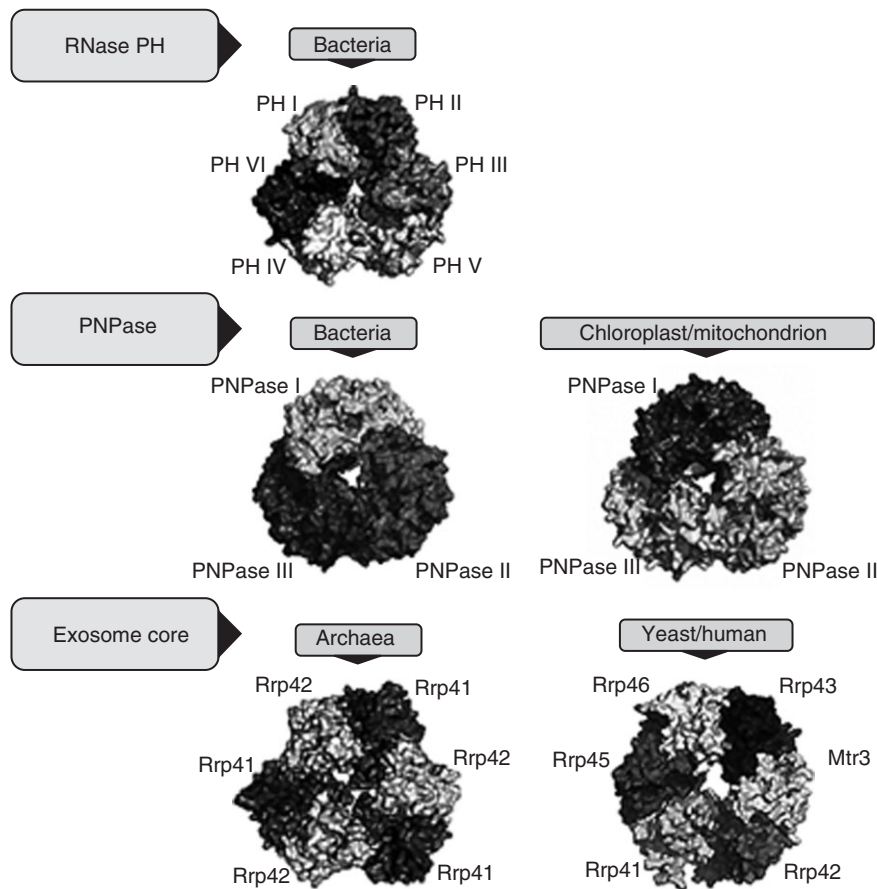 RNase PH
Bacteria
PH I
PH II
PH VI
PH III
PH IV
PH V
PNPase
Bacteria
Chloroplast/mitochondrion
PNPase I
PNPase I
PNPase III
PNPase II
PNPase III
PNPase II
Exosome core
Archaea
Yeast/human
Rrp42
Rrp41
Rrp46
Rrp43
Rrp41
Rrp42
Rrp45
Mtr3
Rrp42
Rrp41
Rrp41
Rrp42